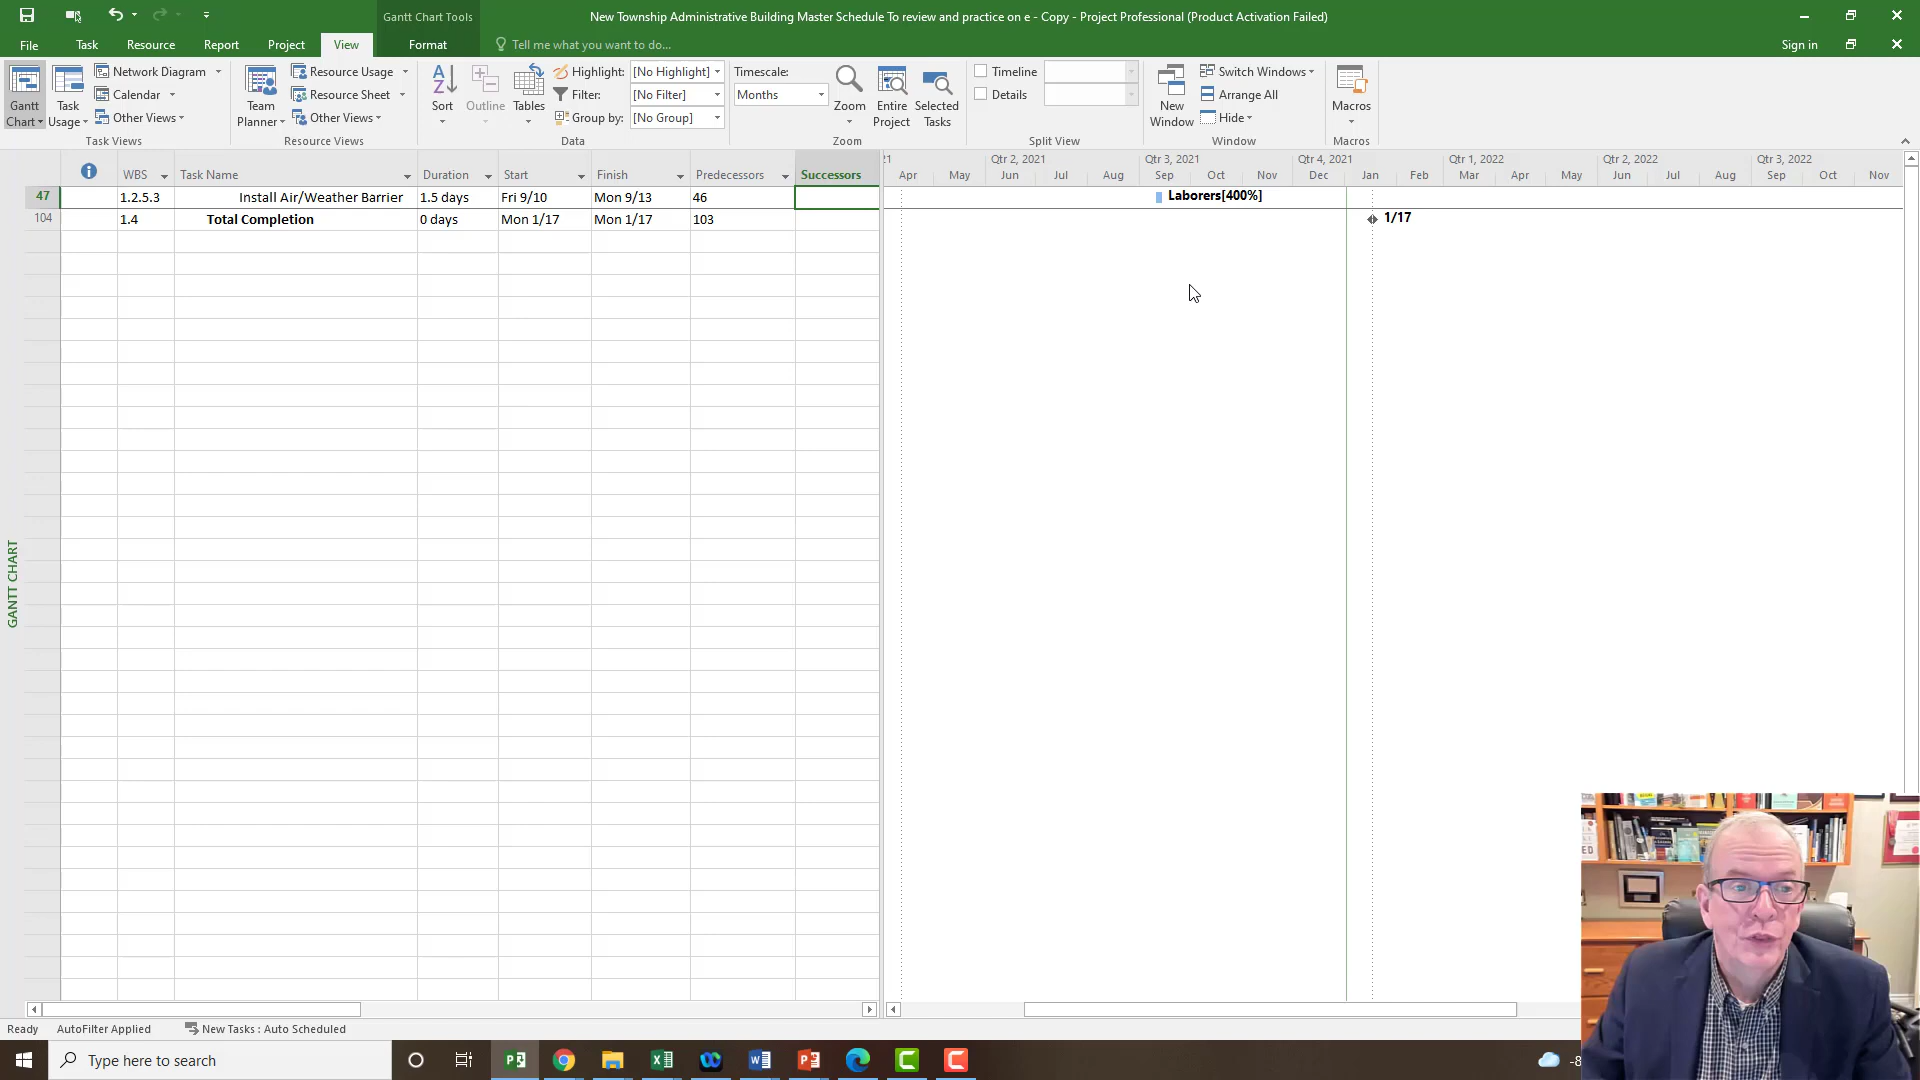 Gantt Chart Tools
New Township Administrative Building Master Schedule To review and practice on e - Copy - Project Professional (Product Activation Failed)
File Task Resource Report Project View Format Tell me what you want to do... Sign in
Gantt Chart
Task Usage
Network Diagram
Calendar
Other Views
Task Views
Team Planner
Resource Usage
Resource Sheet
Other Views
Resource Views
A Z Sort
Outline
Tables
Highlight: [No Highlight]
Filter: [No Filter]
Group by: [No Group]
Data
Timescale:
Months
Zoom
Entire Project
Selected Tasks
Zoom
Timeline
Details
Split View
New Window
Switch Windows
Arrange All
Hide
Window
Macros
Macros
WBS Task Name Duration Start Finish Predecessors Successors
47 1.2.5.3 Install Air/Weather Barrier 1.5 days Fri 9/10 Mon 9/13 46
104 1.4 Total Completion 0 days Mon 1/17 Mon 1/17 103
21 Qtr 2, 2021 Qtr 3, 2021 Qtr 4, 2021 Qtr 1, 2022 Qtr 2, 2022 Qtr 3, 2022
Apr May Jun Jul Aug Sep Oct Nov Dec Jan Feb Mar Apr May Jun Jul Aug Sep Oct Nov
Laborers[400%]
1/17
GANTT CHART
Ready AutoFilter Applied New Tasks : Auto Scheduled
Type here to search
-8